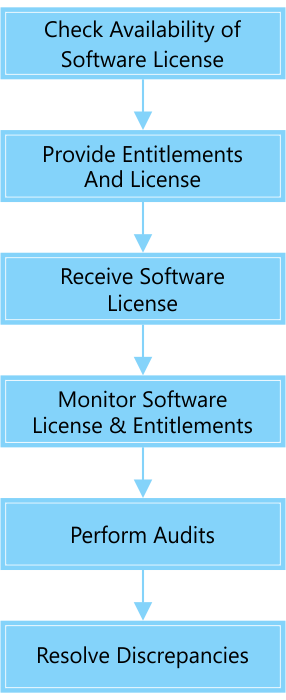 Check Availability of
Software License
Provide Entitlements
And License
Receive Software
License
Monitor Software
License & Entitlements
Perform Audits
Resolve Discrepancies